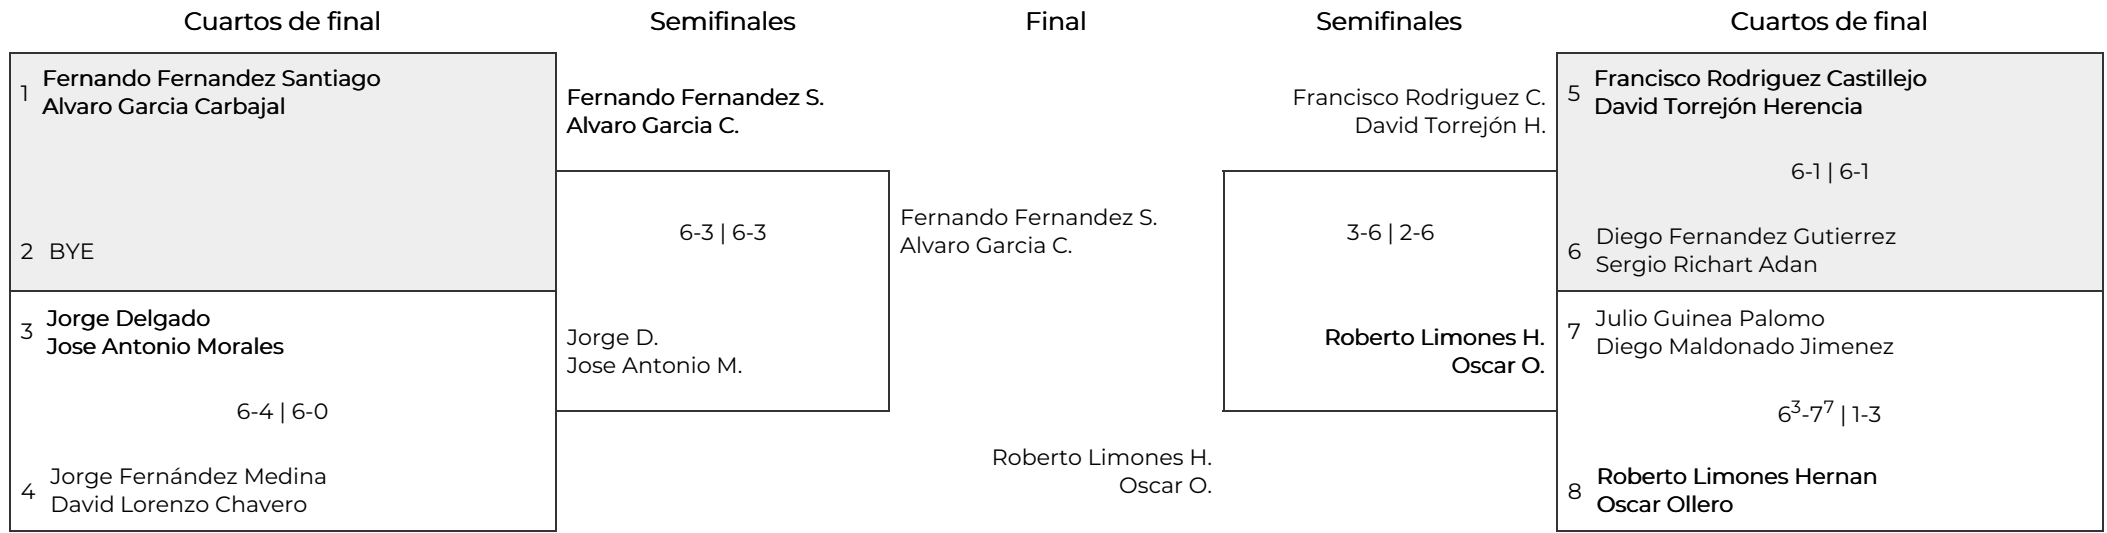 Cuartos de final
Semifinales
Final
Semifinales
Cuartos de final
1
Fernando Fernandez Santiago
Alvaro Garcia Carbajal
2 BYE
3
Jorge Delgado
Jose Antonio Morales
6-4 | 6-0
4
Jorge Fernández Medina
David Lorenzo Chavero
Fernando Fernandez S.
Alvaro Garcia C.
6-3 | 6-3
Jorge D.
Jose Antonio M.
Fernando Fernandez S.
Alvaro Garcia C.
Roberto Limones H.
Oscar O.
Francisco Rodriguez C.
David Torrejón H.
3-6 | 2-6
Roberto Limones H.
Oscar O.
5
Francisco Rodriguez Castillejo
David Torrejón Herencia
6-1 | 6-1
6
Diego Fernandez Gutierrez
Sergio Richart Adan
7
Julio Guinea Palomo
Diego Maldonado Jimenez
6³-7⁷ | 1-3
8
Roberto Limones Hernan
Oscar Ollero